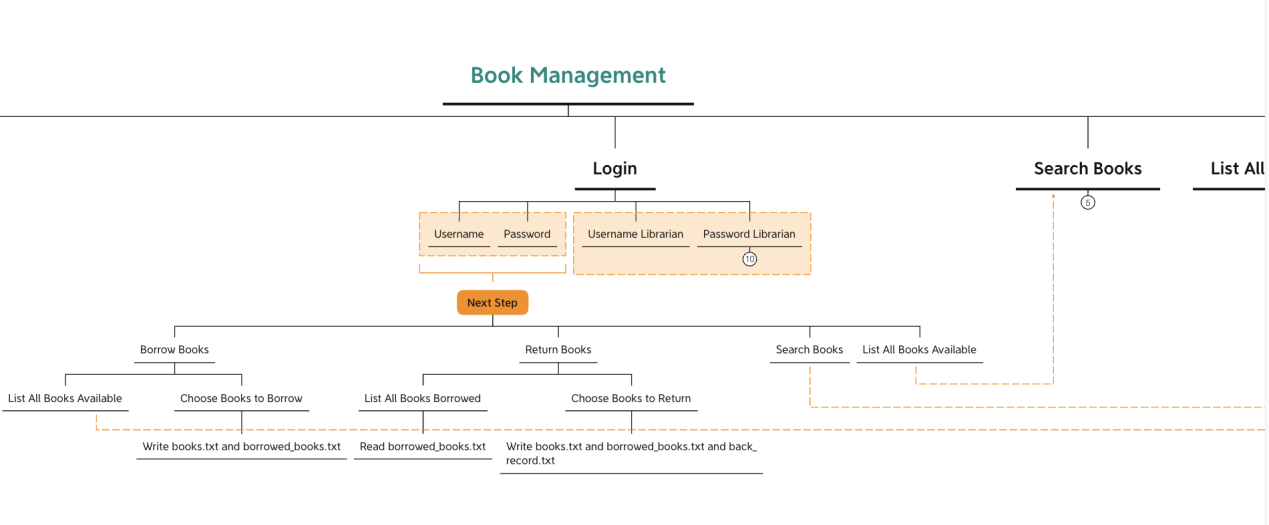 Book Management
Login
Search Books
List All
5
Username
Password
Username Librarian
Password Librarian
10
Next Step
Borrow Books
Return Books
Search Books
List All Books Available
List All Books Available
Choose Books to Borrow
List All Books Borrowed
Choose Books to Return
Write books.txt and borrowed_books.txt
Read borrowed_books.txt
Write books.txt and borrowed_books.txt and back_
record.txt